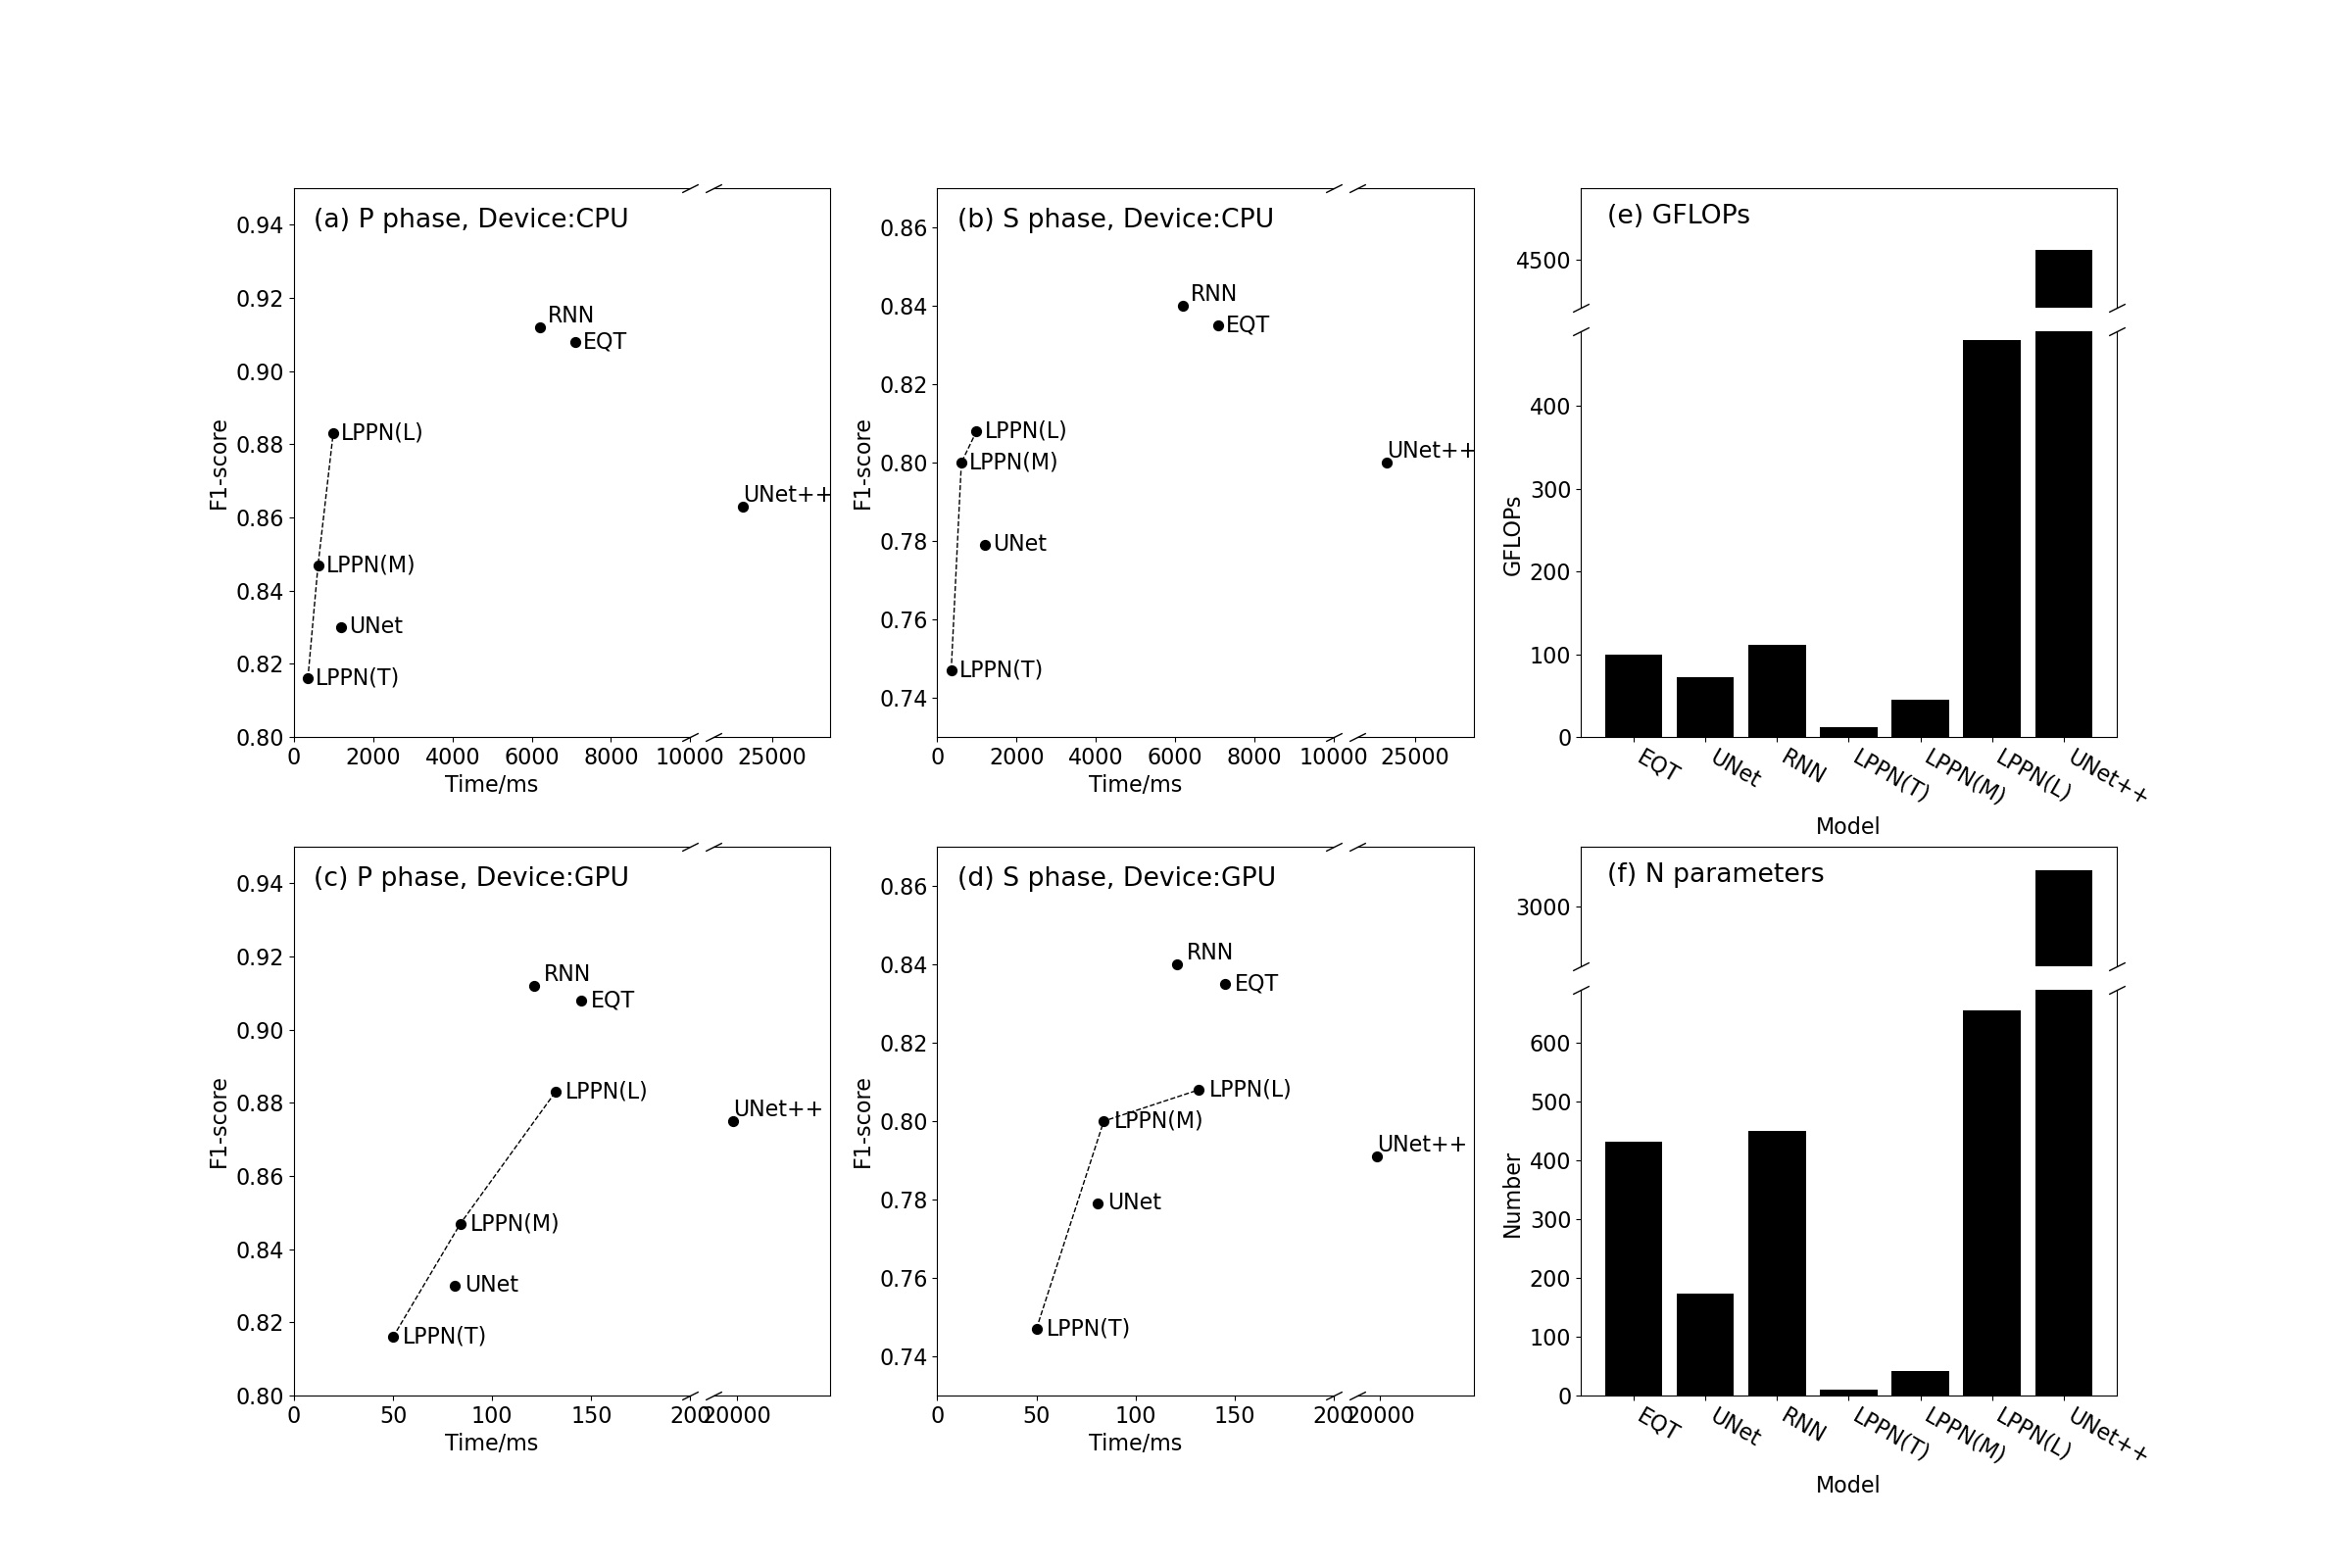 (a) P phase, Device:CPU
0.94
0.92
0.90
0.88
0.86
0.84
0.82
0.80
F1-score
RNN
EQT
LPPN(L)
UNet++
LPPN(M)
UNet
LPPN(T)
0 2000 4000 6000 8000 10000 25000
Time/ms
(b) S phase, Device:CPU
0.86
0.84
0.82
0.80
0.78
0.76
0.74
F1-score
RNN
EQT
LPPN(L)
UNet++
LPPN(M)
UNet
LPPN(T)
0 2000 4000 6000 8000 10000 25000
Time/ms
(e) GFLOPs
4500
400
300
200
100
0
GFLOPs
EQT UNet RNN LPPN(T) LPPN(M) LPPN(L) UNet++
Model
(c) P phase, Device:GPU
0.94
0.92
0.90
0.88
0.86
0.84
0.82
0.80
F1-score
RNN
EQT
LPPN(L)
UNet++
LPPN(M)
UNet
LPPN(T)
0 50 100 150 200 20000
Time/ms
(d) S phase, Device:GPU
0.86
0.84
0.82
0.80
0.78
0.76
0.74
F1-score
RNN
EQT
LPPN(L)
LPPN(M)
UNet++
UNet
LPPN(T)
0 50 100 150 200 20000
Time/ms
(f) N parameters
3000
600
500
400
300
200
100
0
Number
EQT UNet RNN LPPN(T) LPPN(M) LPPN(L) UNet++
Model